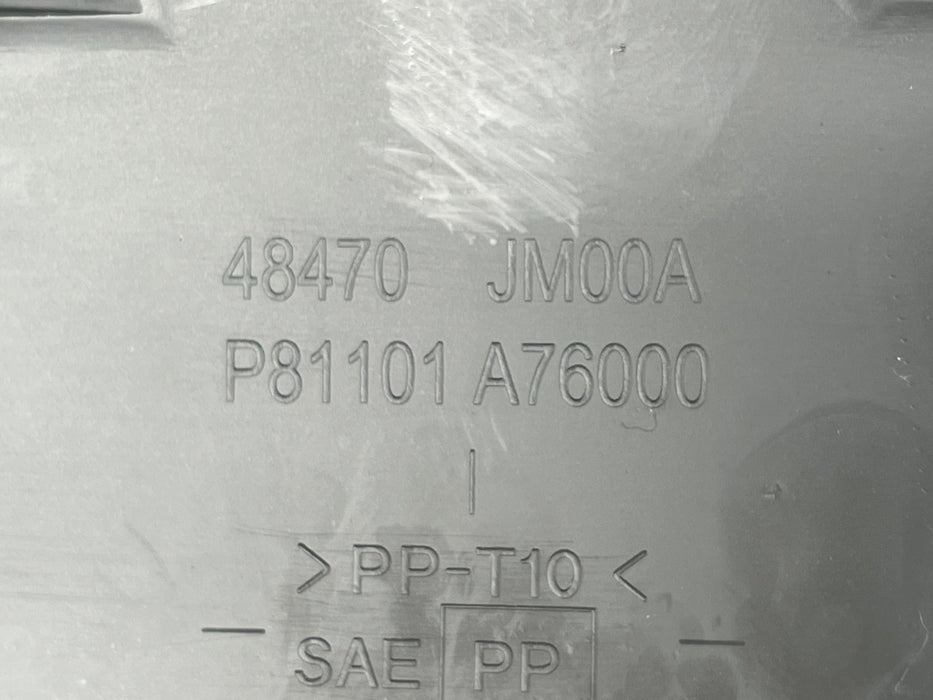 48470 JM00A
P81101 A76000
>PP-T10<
SAE PP